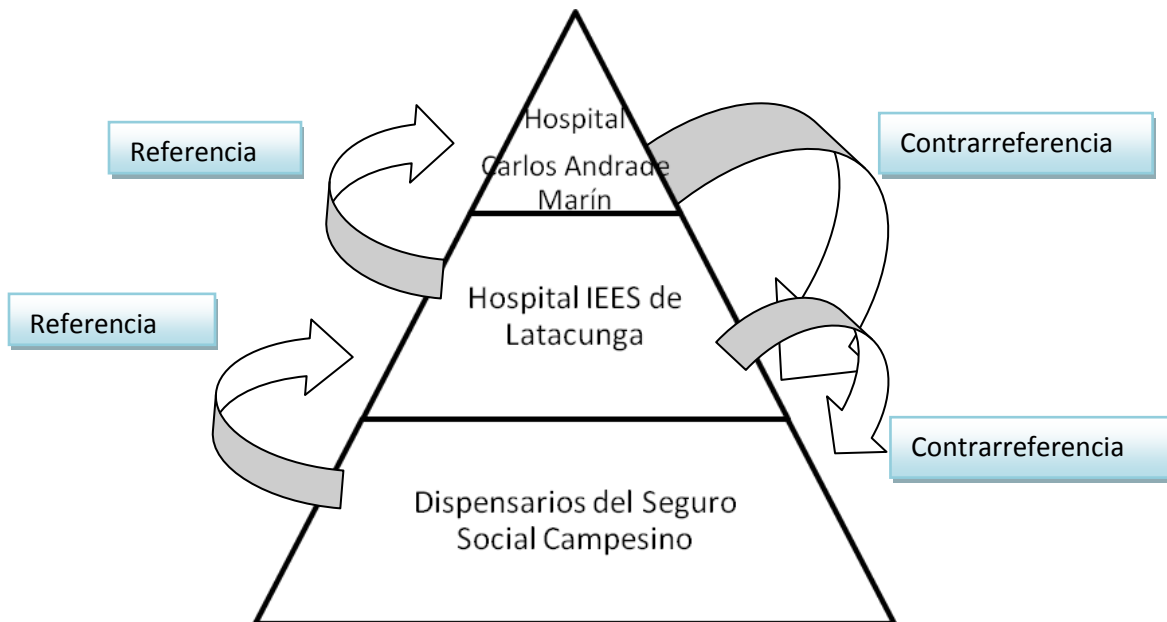 Hospital
Carlos Andrade
Marín
Referencia
Contrarreferencia
Hospital IEES de
Latacunga
Referencia
Contrarreferencia
Dispensarios del Seguro
Social Campesino